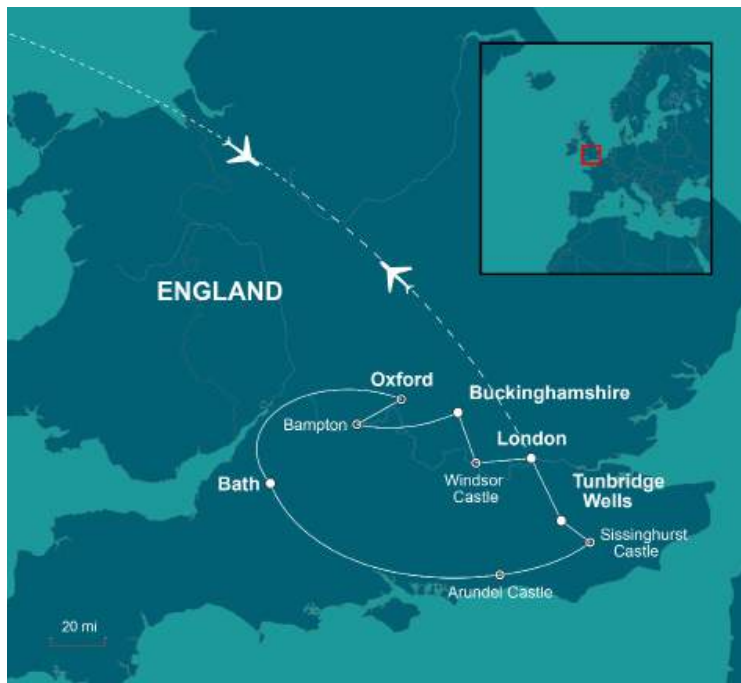 ENGLAND
Oxford
Buckinghamshire
Bampton
London
Bath
Windsor
Castle
Tunbridge
Wells
Sissinghurst
Castle
Arundel Castle
20 mi